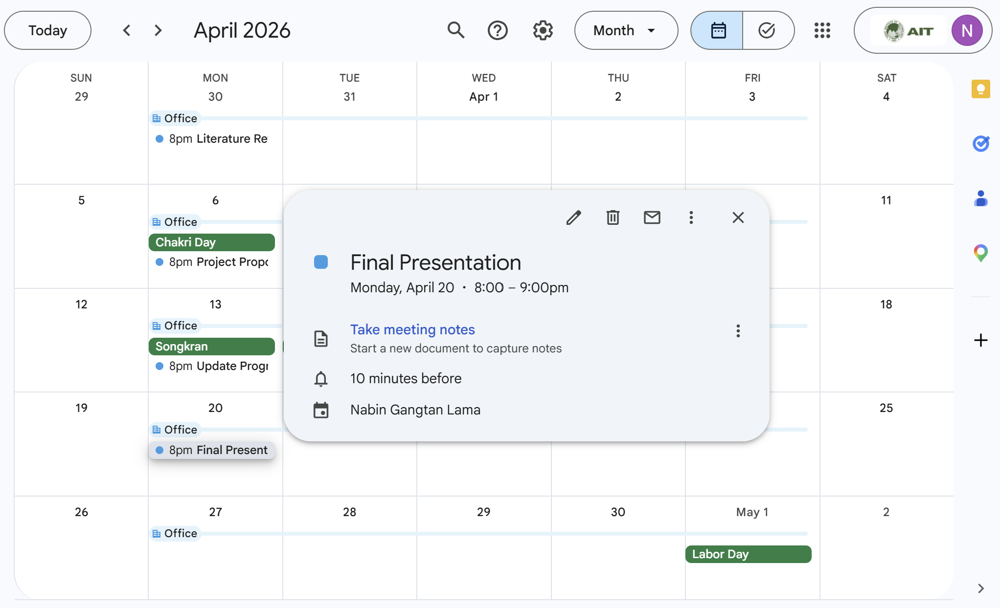 Today
April 2026
Month
AIT
N
SUN
MON
TUE
WED
THU
FRI
SAT
29
30
31
Apr 1
2
3
4
Office
8pm Literature Re
5
6
11
Office
Chakri Day
8pm Project Prop
12
13
18
Office
Songkran
8pm Update Prog
19
20
25
Office
8pm Final Present
Final Presentation
Monday, April 20 · 8:00 – 9:00pm
Take meeting notes
Start a new document to capture notes
10 minutes before
Nabin Gangtan Lama
26
27
28
29
30
May 1
2
Office
Labor Day